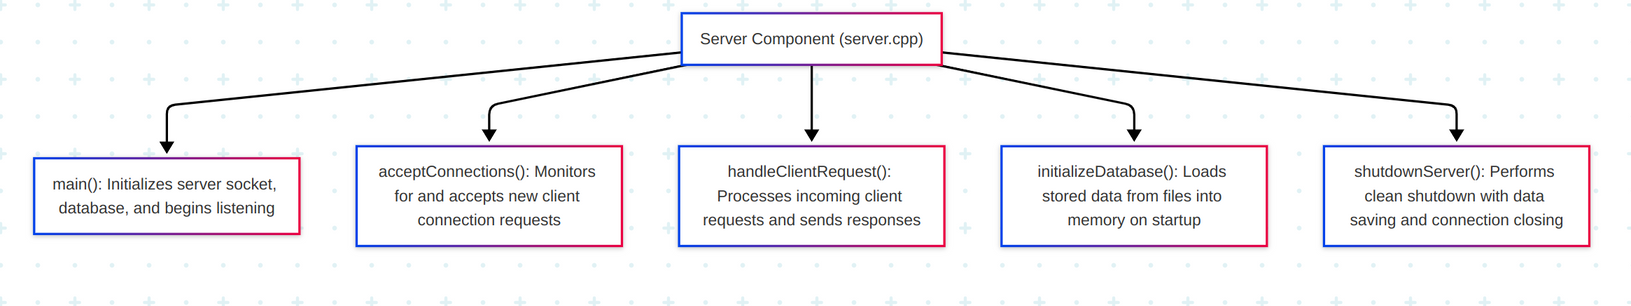 Server Component (server.cpp)
main(): Initializes server socket,
database, and begins listening
acceptConnections(): Monitors
for and accepts new client
connection requests
handleClientRequest():
Processes incoming client
requests and sends responses
initializeDatabase(): Loads
stored data from files into
memory on startup
shutdownServer(): Performs
clean shutdown with data
saving and connection closing